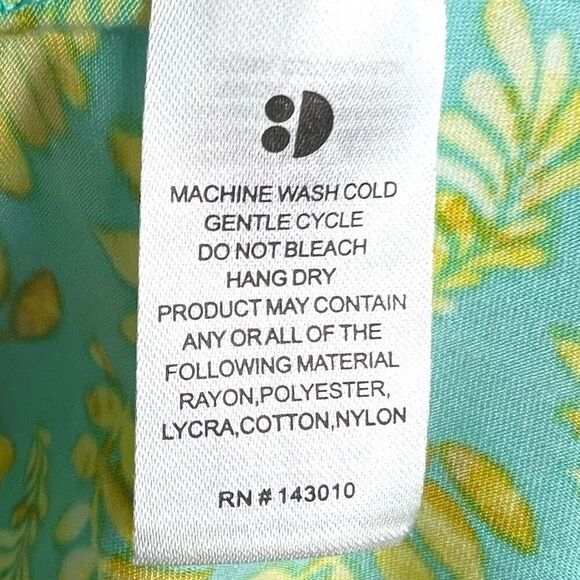 MACHINE WASH COLD
GENTLE CYCLE
DO NOT BLEACH
HANG DRY
PRODUCT MAY CONTAIN
ANY OR ALL OF THE
FOLLOWING MATERIAL
RAYON,POLYESTER,
LYCRA,COTTON,NYLON
RN # 143010